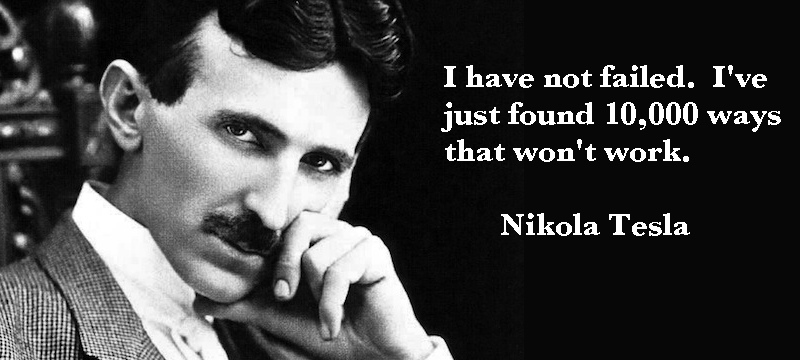 I have not failed.  I've
just found 10,000 ways
that won't work.
Nikola Tesla